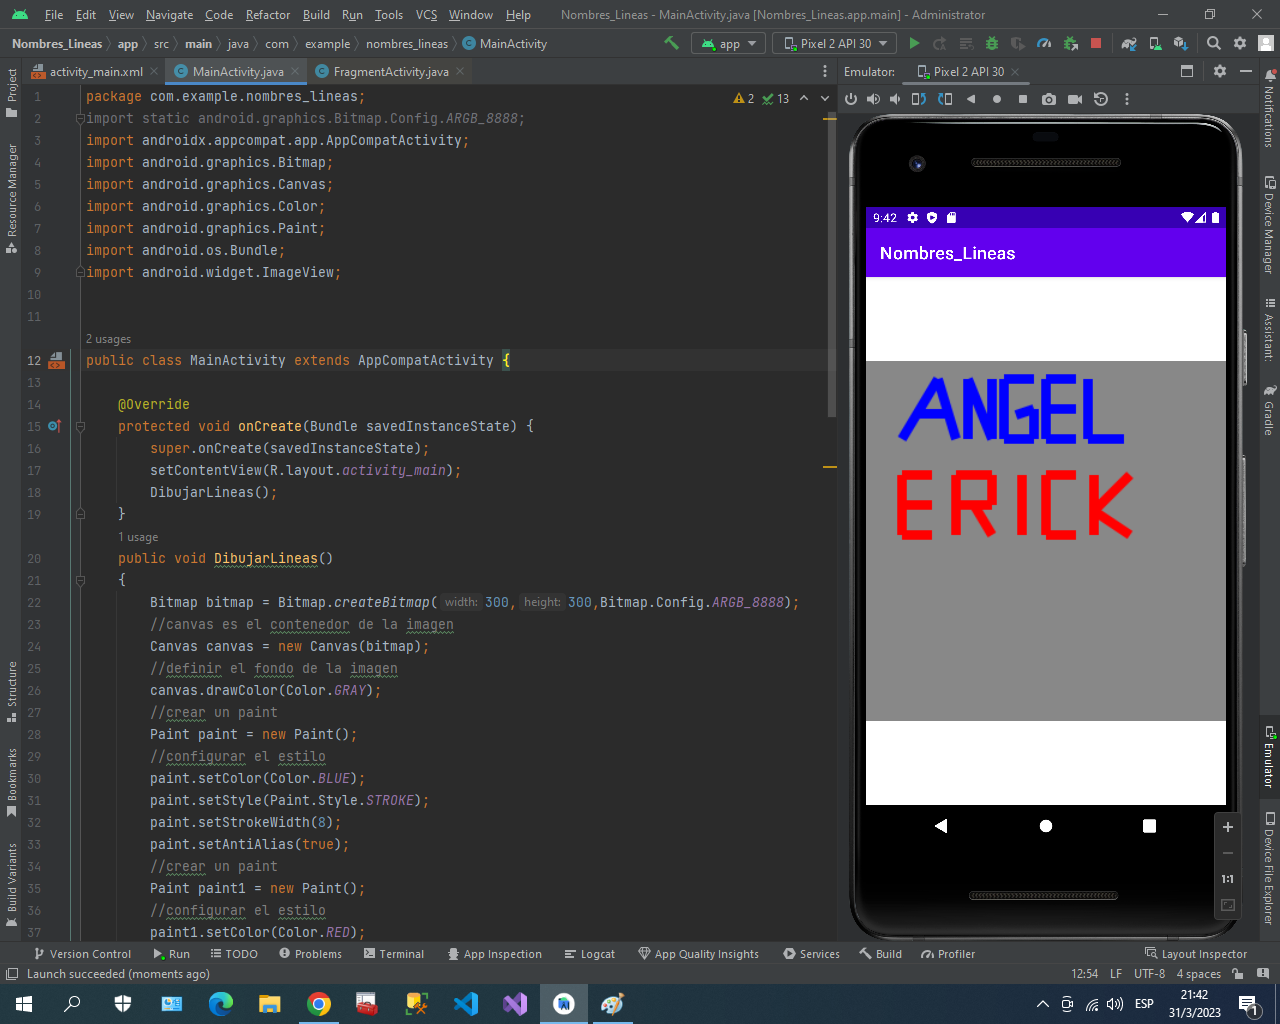 File Edit View Navigate Code Refactor Build Run Tools VCS Window Help Nombres_Lineas - MainActivity.java [Nombres_Lineas.app.main] - Administrator
Nombres_Lineas app src main java com example nombres_lineas MainActivity
app Pixel 2 API 30
activity_main.xml MainActivity.java FragmentActivity.java
Emulator: Pixel 2 API 30
2 13
1 package com.example.nombres_lineas;
2 import static android.graphics.Bitmap.Config.ARGB_8888;
3 import androidx.appcompat.app.AppCompatActivity;
4 import android.graphics.Bitmap;
5 import android.graphics.Canvas;
6 import android.graphics.Color;
7 import android.graphics.Paint;
8 import android.os.Bundle;
9 import android.widget.ImageView;
10
11
2 usages
12 public class MainActivity extends AppCompatActivity {
13
14 @Override
15 protected void onCreate(Bundle savedInstanceState) {
16 super.onCreate(savedInstanceState);
17 setContentView(R.layout.activity_main);
18 DibujarLineas();
19 }
1 usage
20 public void DibujarLineas()
21 {
22 Bitmap bitmap = Bitmap.createBitmap( width: 300, height: 300,Bitmap.Config.ARGB_8888);
23 //canvas es el contenedor de la imagen
24 Canvas canvas = new Canvas(bitmap);
25 //definir el fondo de la imagen
26 canvas.drawColor(Color.GRAY);
27 //crear un paint
28 Paint paint = new Paint();
29 //configurar el estilo
30 paint.setColor(Color.BLUE);
31 paint.setStyle(Paint.Style.STROKE);
32 paint.setStrokeWidth(8);
33 paint.setAntiAlias(true);
34 //crear un paint
35 Paint paint1 = new Paint();
36 //configurar el estilo
37 paint1.setColor(Color.RED);
9:42
Nombres_Lineas
ANGEL
ERICK
1:1
Project
Resource Manager
Structure
Bookmarks
Build Variants
Notifications
Device Manager
Assistant:
Gradle
Emulator
Device File Explorer
Version Control Run TODO Problems Terminal App Inspection Logcat App Quality Insights Services Build Profiler Layout Inspector
Launch succeeded (moments ago) 12:54 LF UTF-8 4 spaces
ESP 21:42
31/3/2023
1